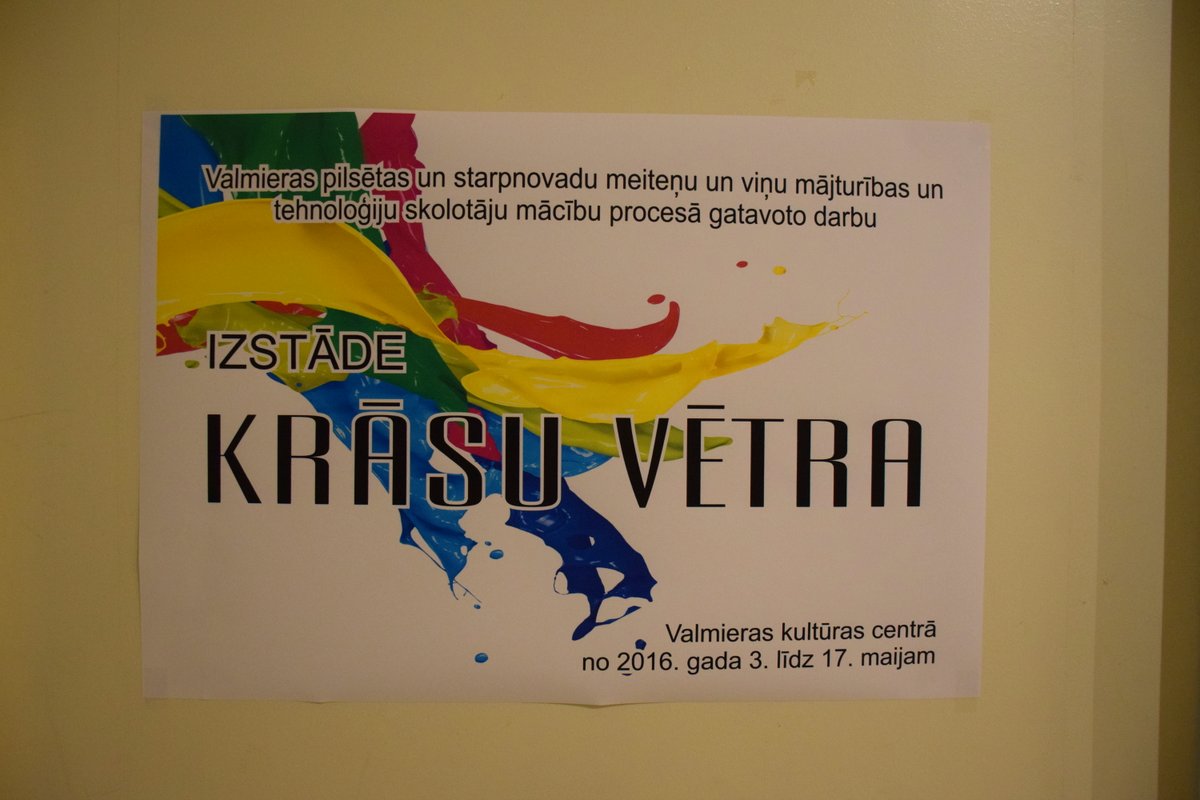 Valmieras pilsētas un starpnovadu meiteņu un viņu mājturības un
tehnoloģiju skolotāju mācību procesā gatavoto darbu
IZSTĀDE
KRĀSU VĒTRA
Valmieras kultūras centrā
no 2016. gada 3. līdz 17. maijam